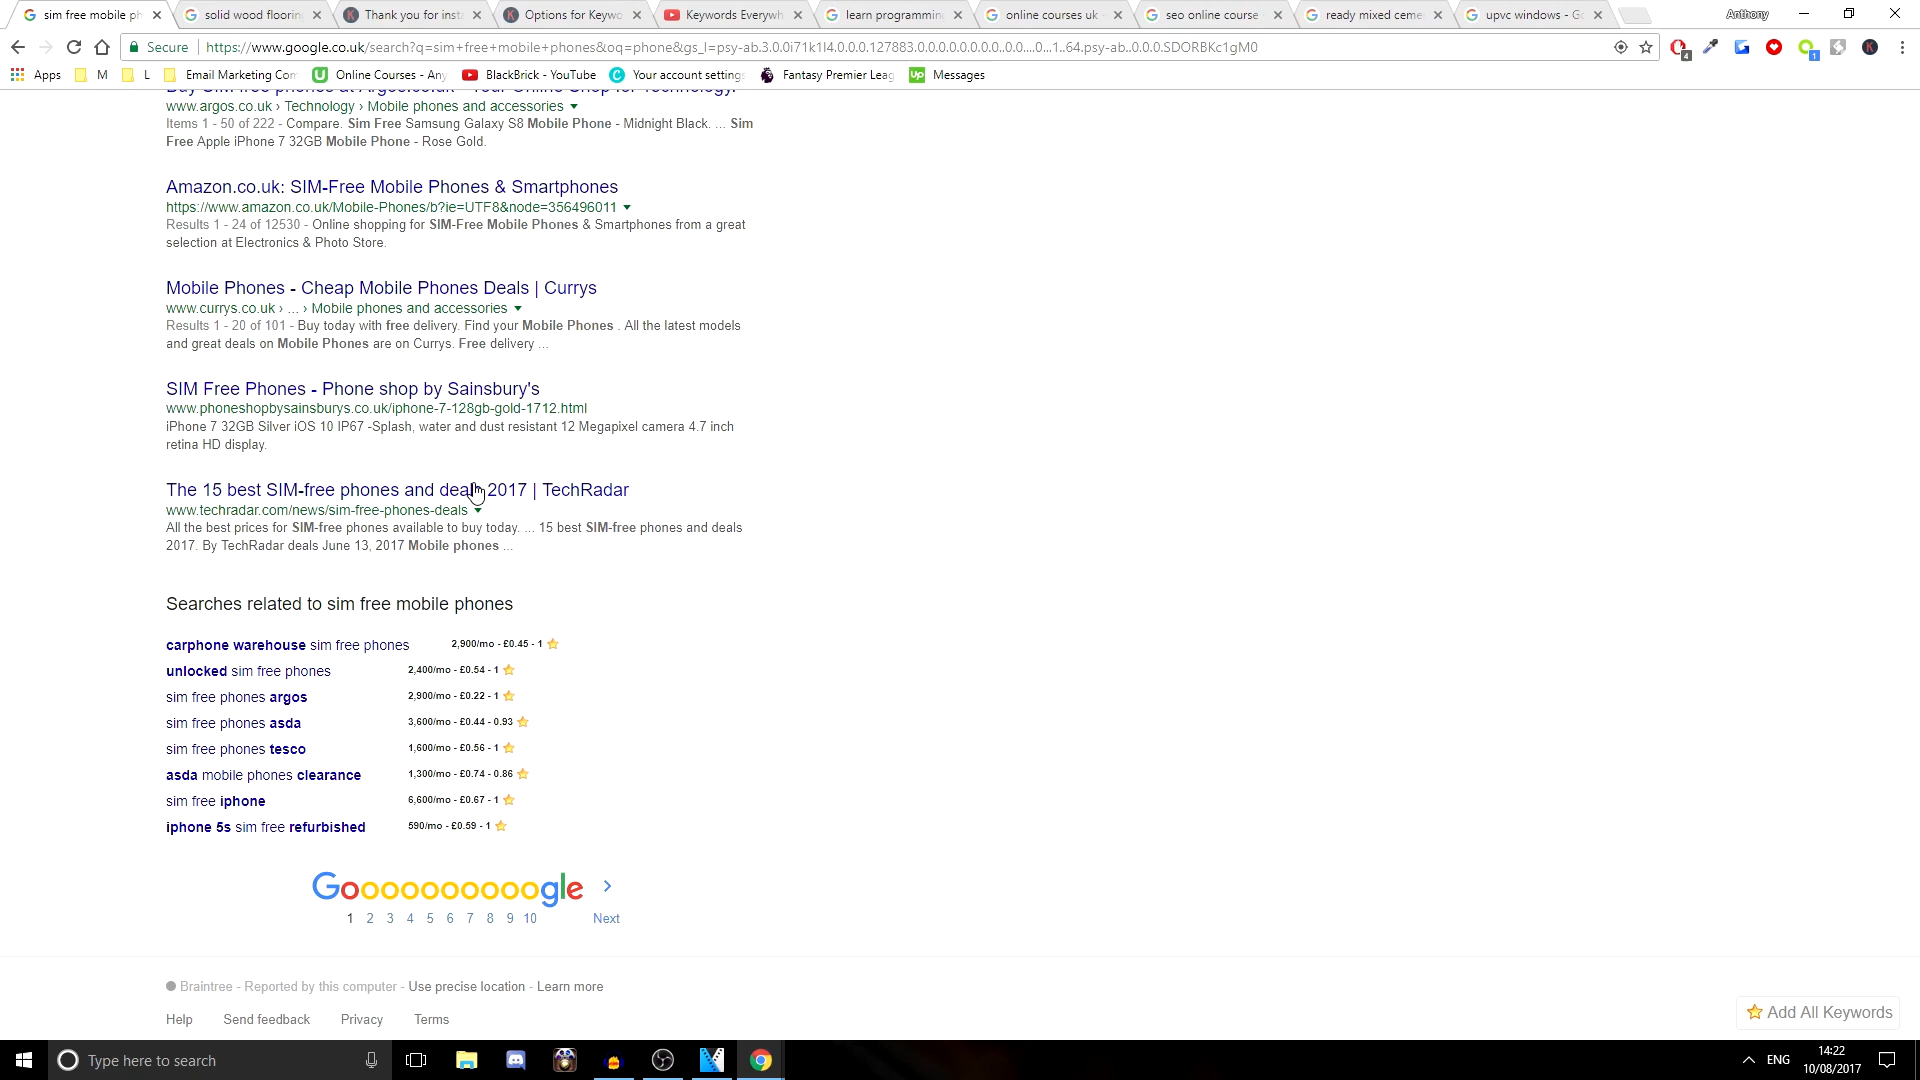 sim free mobile ph
solid wood floorin
Thank you for insta
Options for Keywo
Keywords Everywh
learn programmin
online courses uk
seo online course
ready mixed ceme
upvc windows - Go
Anthony
Secure
https://www.google.co.uk/search?q=sim+free+mobile+phones&oq=phone&gs_l=psy-ab.3.0.0i71k1l4.0.0.0.127883.0.0.0.0.0.0.0.0..0.0....0...1..64.psy-ab..0.0.0.SDORBKc1gM0
Apps
M
L
Email Marketing Con
Online Courses - Any
BlackBrick - YouTube
Your account settings
Fantasy Premier Leag
Messages
Buy SIM free phones at Argos.co.uk - Your Online Shop for Technology.
www.argos.co.uk › Technology › Mobile phones and accessories
Items 1 - 50 of 222 - Compare. Sim Free Samsung Galaxy S8 Mobile Phone - Midnight Black. ... Sim
Free Apple iPhone 7 32GB Mobile Phone - Rose Gold.
Amazon.co.uk: SIM-Free Mobile Phones & Smartphones
https://www.amazon.co.uk/Mobile-Phones/b?ie=UTF8&node=356496011
Results 1 - 24 of 12530 - Online shopping for SIM-Free Mobile Phones & Smartphones from a great
selection at Electronics & Photo Store.
Mobile Phones - Cheap Mobile Phones Deals | Currys
www.currys.co.uk › ... › Mobile phones and accessories
Results 1 - 20 of 101 - Buy today with free delivery. Find your Mobile Phones . All the latest models
and great deals on Mobile Phones are on Currys. Free delivery ...
SIM Free Phones - Phone shop by Sainsbury's
www.phoneshopbysainsburys.co.uk/iphone-7-128gb-gold-1712.html
iPhone 7 32GB Silver iOS 10 IP67 -Splash, water and dust resistant 12 Megapixel camera 4.7 inch
retina HD display.
The 15 best SIM-free phones and deals 2017 | TechRadar
www.techradar.com/news/sim-free-phones-deals
All the best prices for SIM-free phones available to buy today. ... 15 best SIM-free phones and deals
2017. By TechRadar deals June 13, 2017 Mobile phones ...
Searches related to sim free mobile phones
carphone warehouse sim free phones 2,900/mo - £0.45 - 1
unlocked sim free phones 2,400/mo - £0.54 - 1
sim free phones argos 2,900/mo - £0.22 - 1
sim free phones asda 3,600/mo - £0.44 - 0.93
sim free phones tesco 1,600/mo - £0.56 - 1
asda mobile phones clearance 1,300/mo - £0.74 - 0.86
sim free iphone 6,600/mo - £0.67 - 1
iphone 5s sim free refurbished 590/mo - £0.59 - 1
Goooooooooogle
1 2 3 4 5 6 7 8 9 10 Next
Braintree - Reported by this computer - Use precise location - Learn more
Add All Keywords
Help Send feedback Privacy Terms
Type here to search
ENG
14:22
10/08/2017